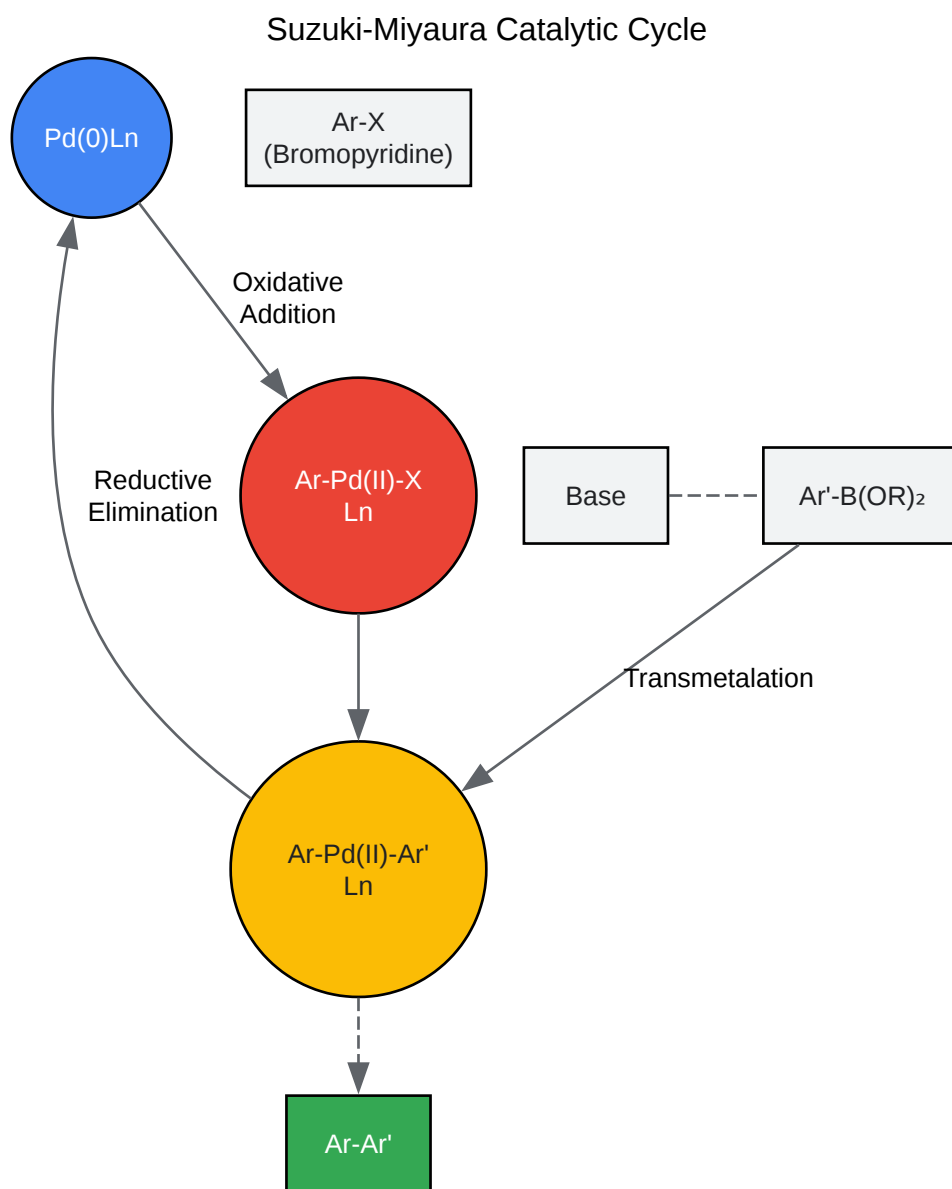 Suzuki-Miyaura Catalytic Cycle
Pd(0)Ln
Ar-X
(Bromopyridine)
Oxidative
Addition
Reductive
Elimination
Ar-Pd(II)-X
Ln
Base
Ar'-B(OR)₂
Transmetalation
Ar-Pd(II)-Ar'
Ln
Ar-Ar'